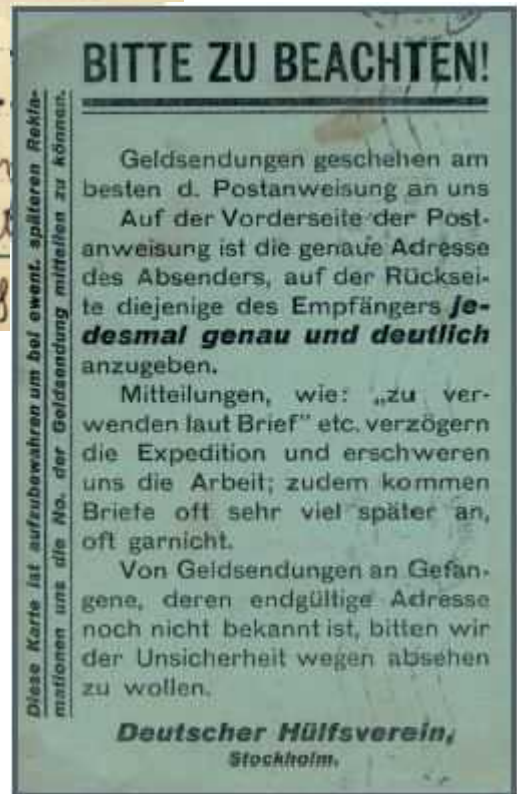 BITTE ZU BEACHTEN!
Geldsendungen geschehen am
besten d. Postanweisung an uns
Auf der Vorderseite der Post-
anweisung ist die genaue Adresse
des Absenders, auf der Rücksei-
te diejenige des Empfängers je-
desmal genau und deutlich
anzugeben.
Mitteilungen, wie: „zu ver-
wenden laut Brief" etc. verzögern
die Expedition und erschweren
uns die Arbeit; zudem kommen
Briefe oft sehr viel später an,
oft garnicht.
Von Geldsendungen an Gefan-
gene, deren endgültige Adresse
noch nicht bekannt ist, bitten wir
der Unsicherheit wegen absehen
zu wollen.
Deutscher Hülfsverein,
Stockholm.
Diese Karte ist aufzubewahren um bei ewent. späteren Rekla-
mationen uns die No. der Geldsendung mitteilen zu können.